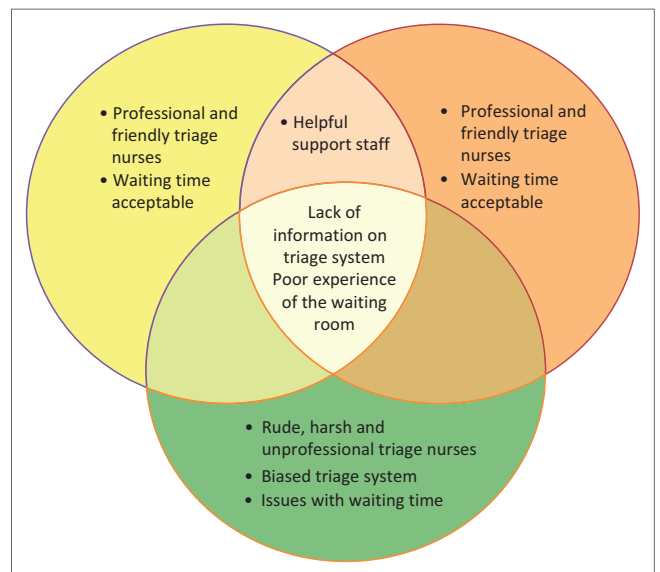 • Professional and
friendly triage
nurses
• Waiting time
acceptable
• Helpful
support staff
• Professional and
friendly triage
nurses
• Waiting time
acceptable
Lack of
information on
triage system
Poor experience
of the waiting
room
• Rude, harsh and
unprofessional triage nurses
• Biased triage system
• Issues with waiting time